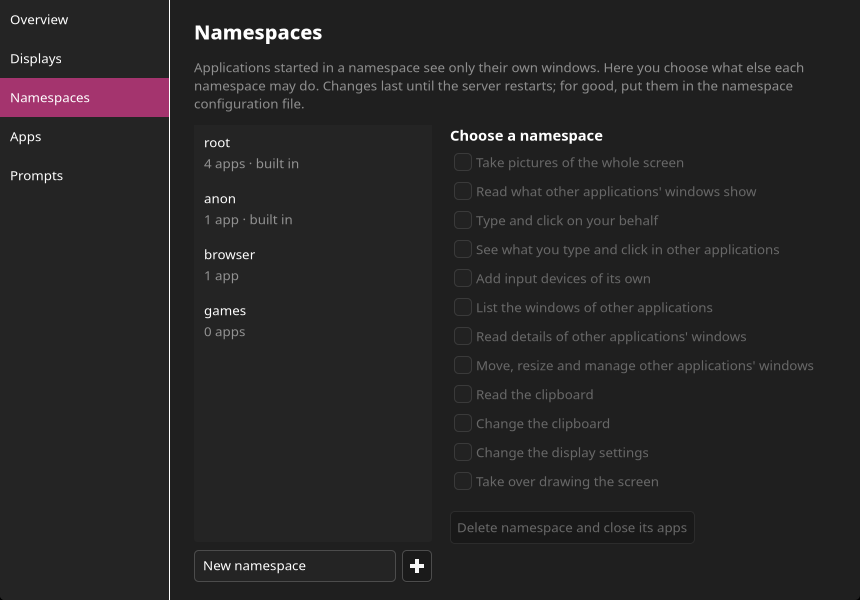 Overview
Displays
Namespaces
Apps
Prompts
Namespaces
Applications started in a namespace see only their own windows. Here you choose what else each
namespace may do. Changes last until the server restarts; for good, put them in the namespace
configuration file.
root
4 apps · built in
anon
1 app · built in
browser
1 app
games
0 apps
New namespace
Choose a namespace
Take pictures of the whole screen
Read what other applications' windows show
Type and click on your behalf
See what you type and click in other applications
Add input devices of its own
List the windows of other applications
Read details of other applications' windows
Move, resize and manage other applications' windows
Read the clipboard
Change the clipboard
Change the display settings
Take over drawing the screen
Delete namespace and close its apps